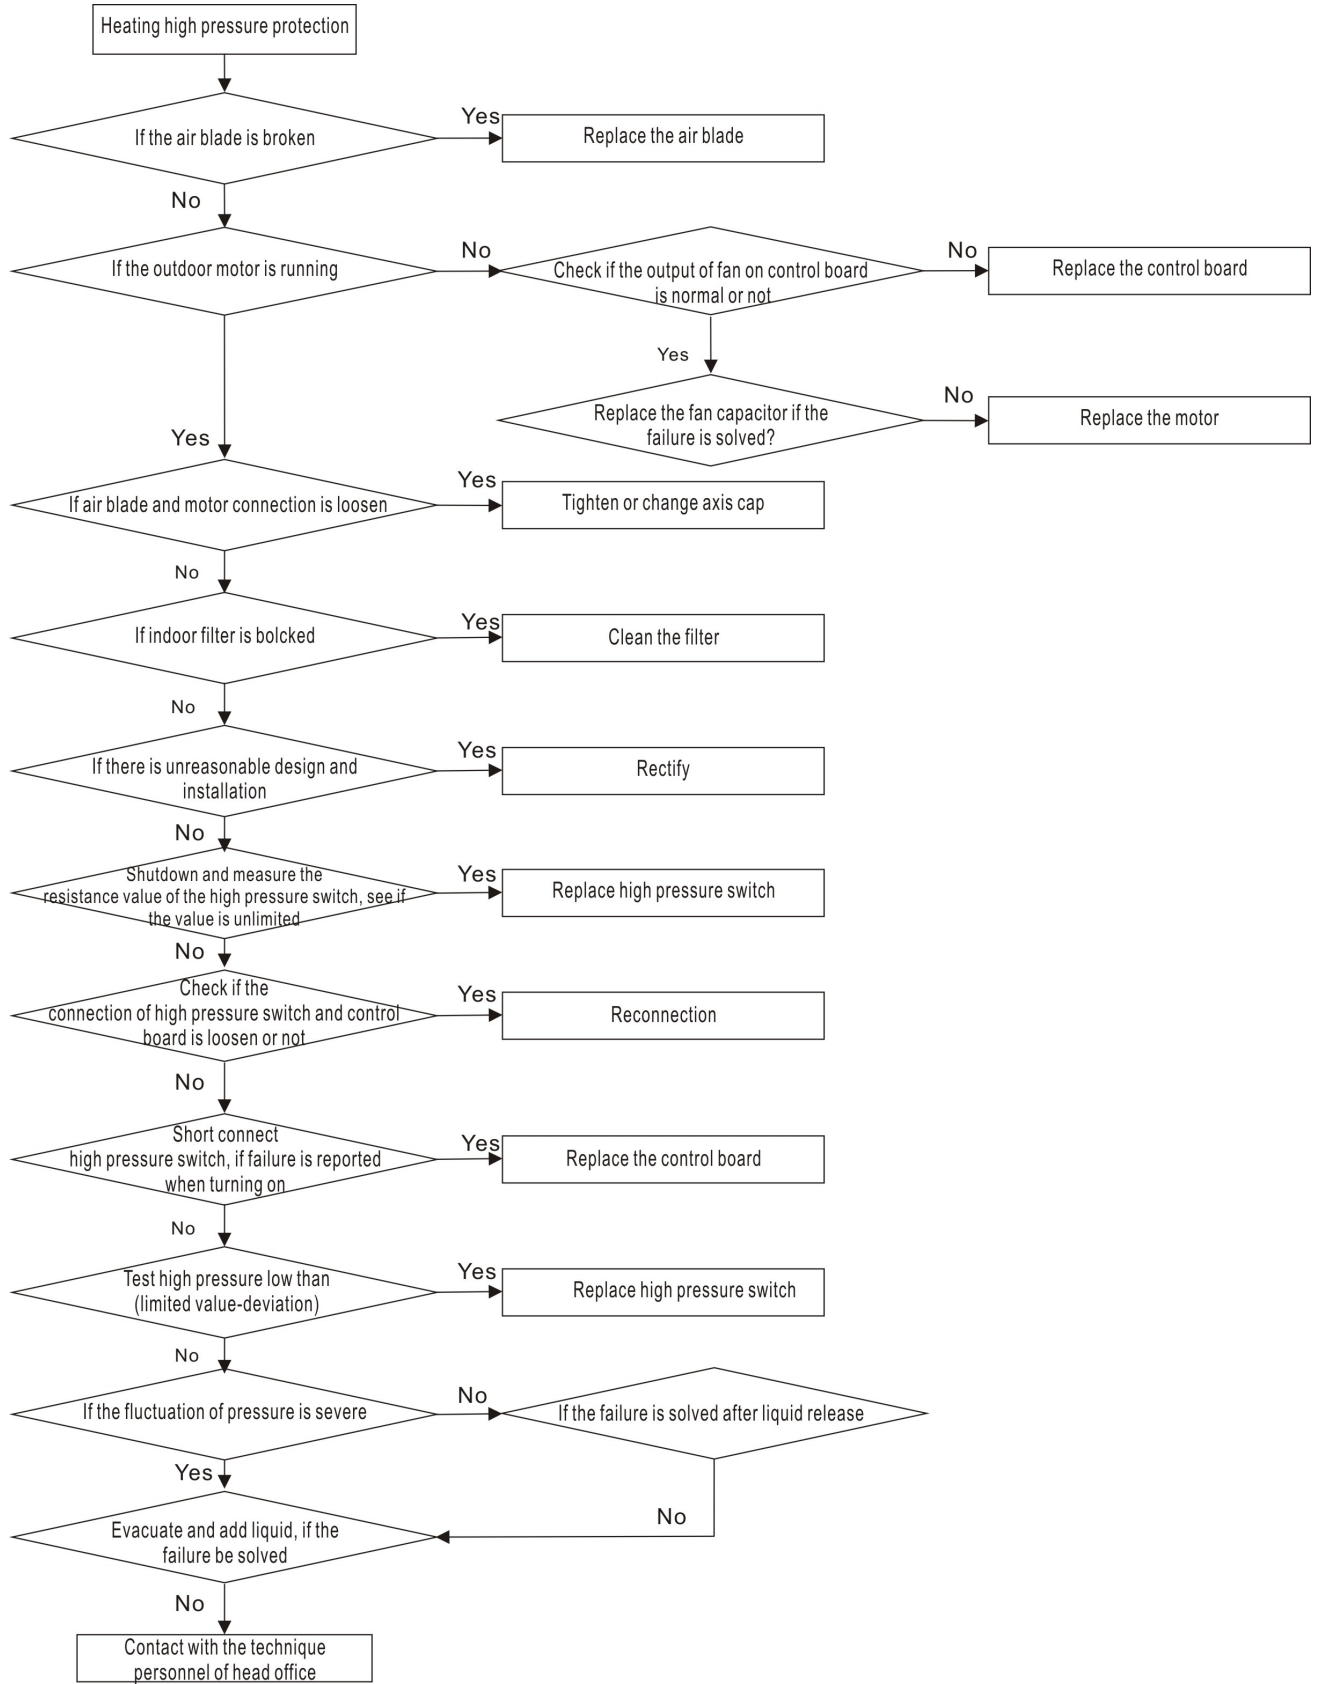 Heating high pressure protection
If the air blade is broken
Yes
Replace the air blade
No
If the outdoor motor is running
No
Check if the output of fan on control board
is normal or not
No
Replace the control board
Yes
Replace the fan capacitor if the
failure is solved?
No
Replace the motor
Yes
If air blade and motor connection is loosen
Yes
Tighten or change axis cap
No
If indoor filter is bolcked
Yes
Clean the filter
No
If there is unreasonable design and
installation
Yes
Rectify
No
Shutdown and measure the
resistance value of the high pressure switch, see if
the value is unlimited
Yes
Replace high pressure switch
No
Check if the
connection of high pressure switch and control
board is loosen or not
Yes
Reconnection
No
Short connect
high pressure switch, if failure is reported
when turning on
Yes
Replace the control board
No
Test high pressure low than
(limited value-deviation)
Yes
Replace high pressure switch
No
If the fluctuation of pressure is severe
No
If the failure is solved after liquid release
Yes
No
Evacuate and add liquid, if the
failure be solved
No
Contact with the technique
personnel of head office